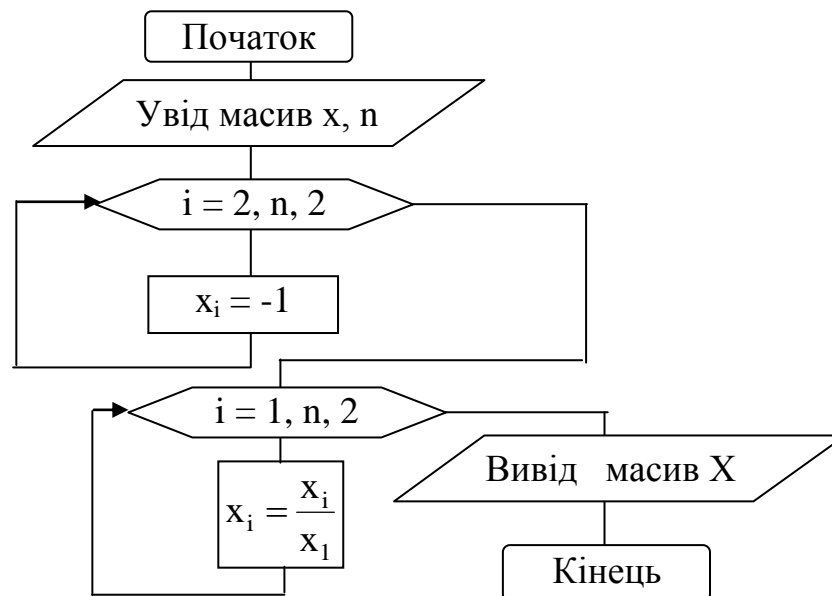 Початок
Увід масив x, n
i = 2, n, 2
xᵢ = -1
i = 1, n, 2
xᵢ = xᵢ / x₁
Вивід масив X
Кінець